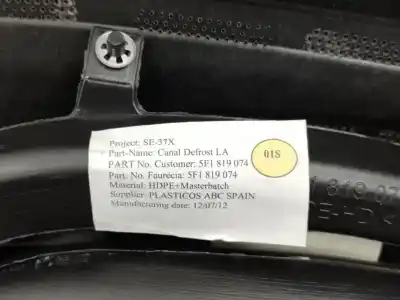 Project: SE-37X
Part-Name: Canal Defrost LA
PART No. Customer: 5F1 819 074
Part. No. Faurecia: 5F1 819 074
Material: HDPE+Masterbatch
Supplier: PLASTICOS ABC SPAIN
Manufacturing date: 12/07/12
01S